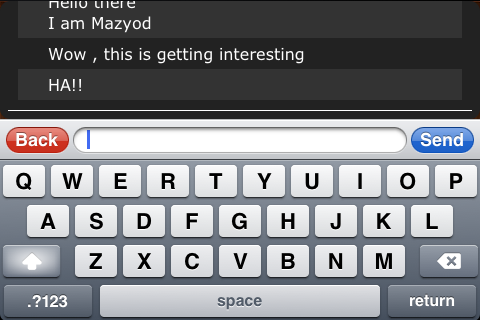 Hello there
I am Mazyod
Wow , this is getting interesting
HA!!
Back
Send
Q W E R T Y U I O P
A S D F G H J K L
Z X C V B N M
.?123
space
return